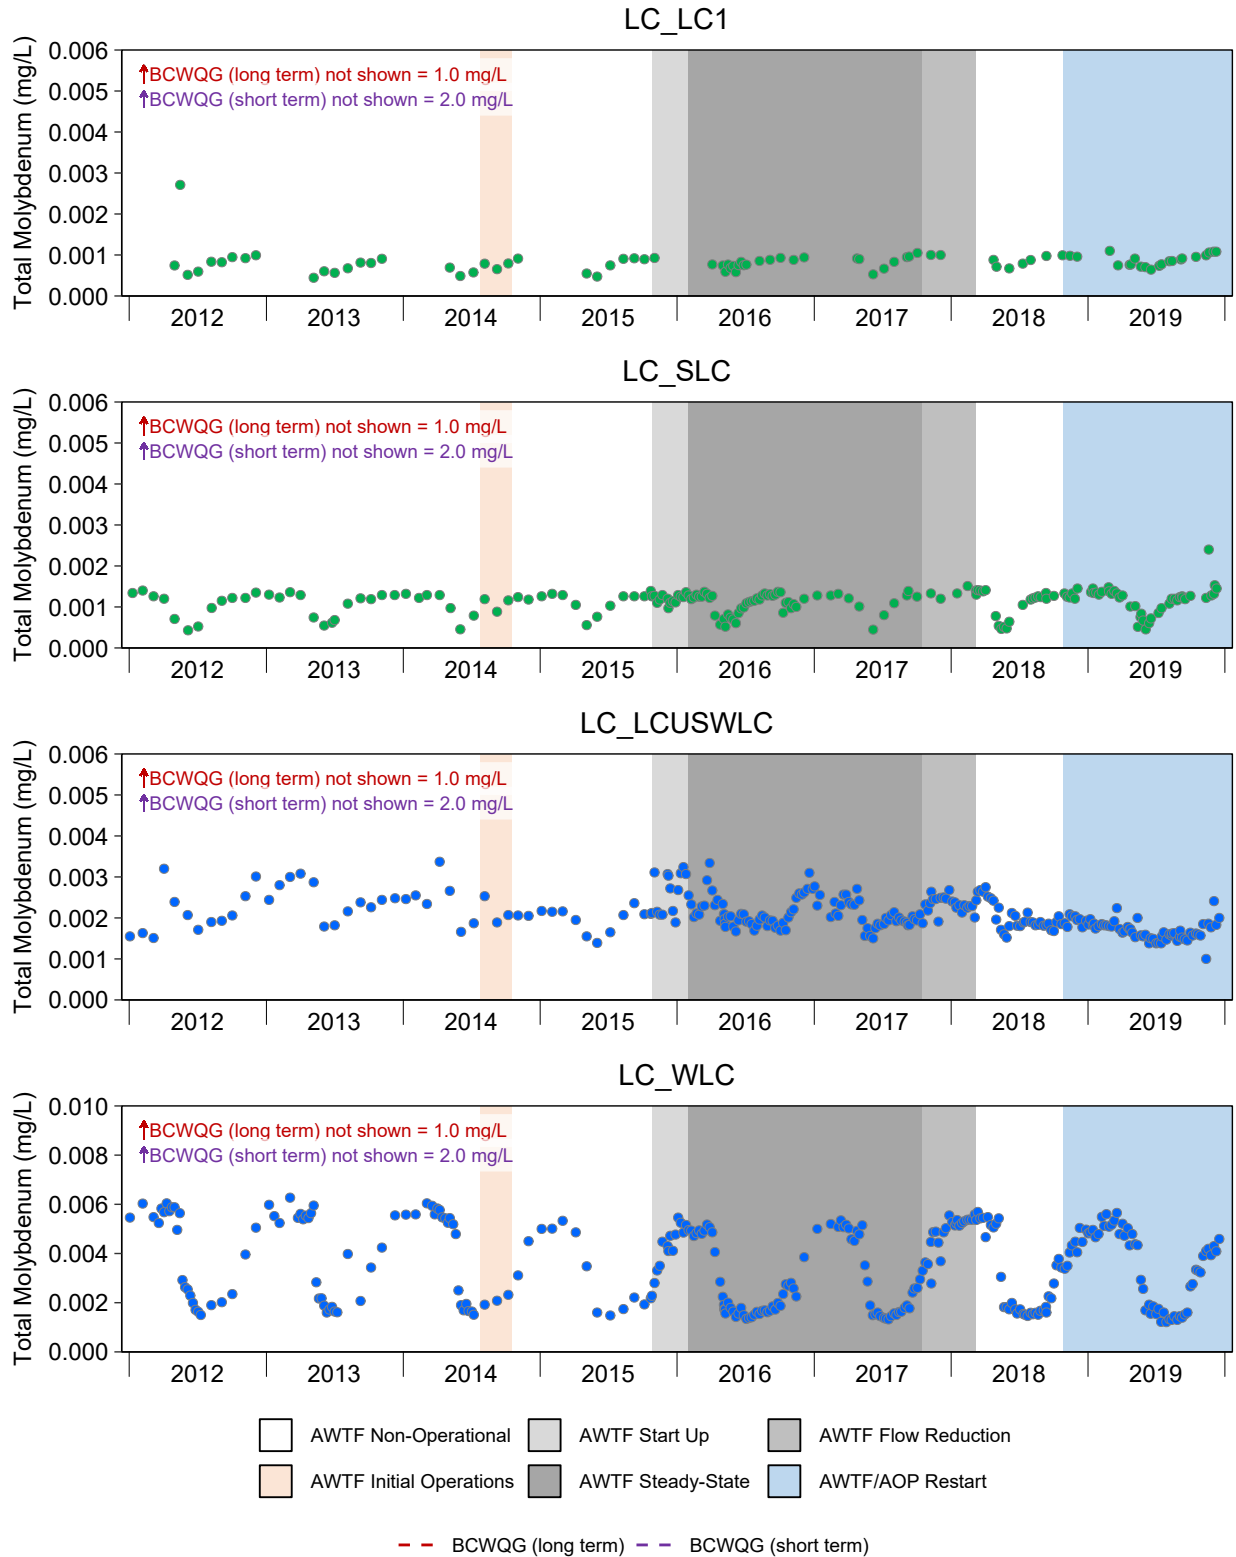 LC_LC1
Total Molybdenum (mg/L)
0.006
0.005
0.004
0.003
0.002
0.001
0.000
BCWQG (long term) not shown = 1.0 mg/L
BCWQG (short term) not shown = 2.0 mg/L
2012 2013 2014 2015 2016 2017 2018 2019
LC_SLC
Total Molybdenum (mg/L)
0.006
0.005
0.004
0.003
0.002
0.001
0.000
BCWQG (long term) not shown = 1.0 mg/L
BCWQG (short term) not shown = 2.0 mg/L
2012 2013 2014 2015 2016 2017 2018 2019
LC_LCUSWLC
Total Molybdenum (mg/L)
0.006
0.005
0.004
0.003
0.002
0.001
0.000
BCWQG (long term) not shown = 1.0 mg/L
BCWQG (short term) not shown = 2.0 mg/L
2012 2013 2014 2015 2016 2017 2018 2019
LC_WLC
Total Molybdenum (mg/L)
0.010
0.008
0.006
0.004
0.002
0.000
BCWQG (long term) not shown = 1.0 mg/L
BCWQG (short term) not shown = 2.0 mg/L
2012 2013 2014 2015 2016 2017 2018 2019
AWTF Non-Operational AWTF Start Up AWTF Flow Reduction
AWTF Initial Operations AWTF Steady-State AWTF/AOP Restart
BCWQG (long term) BCWQG (short term)